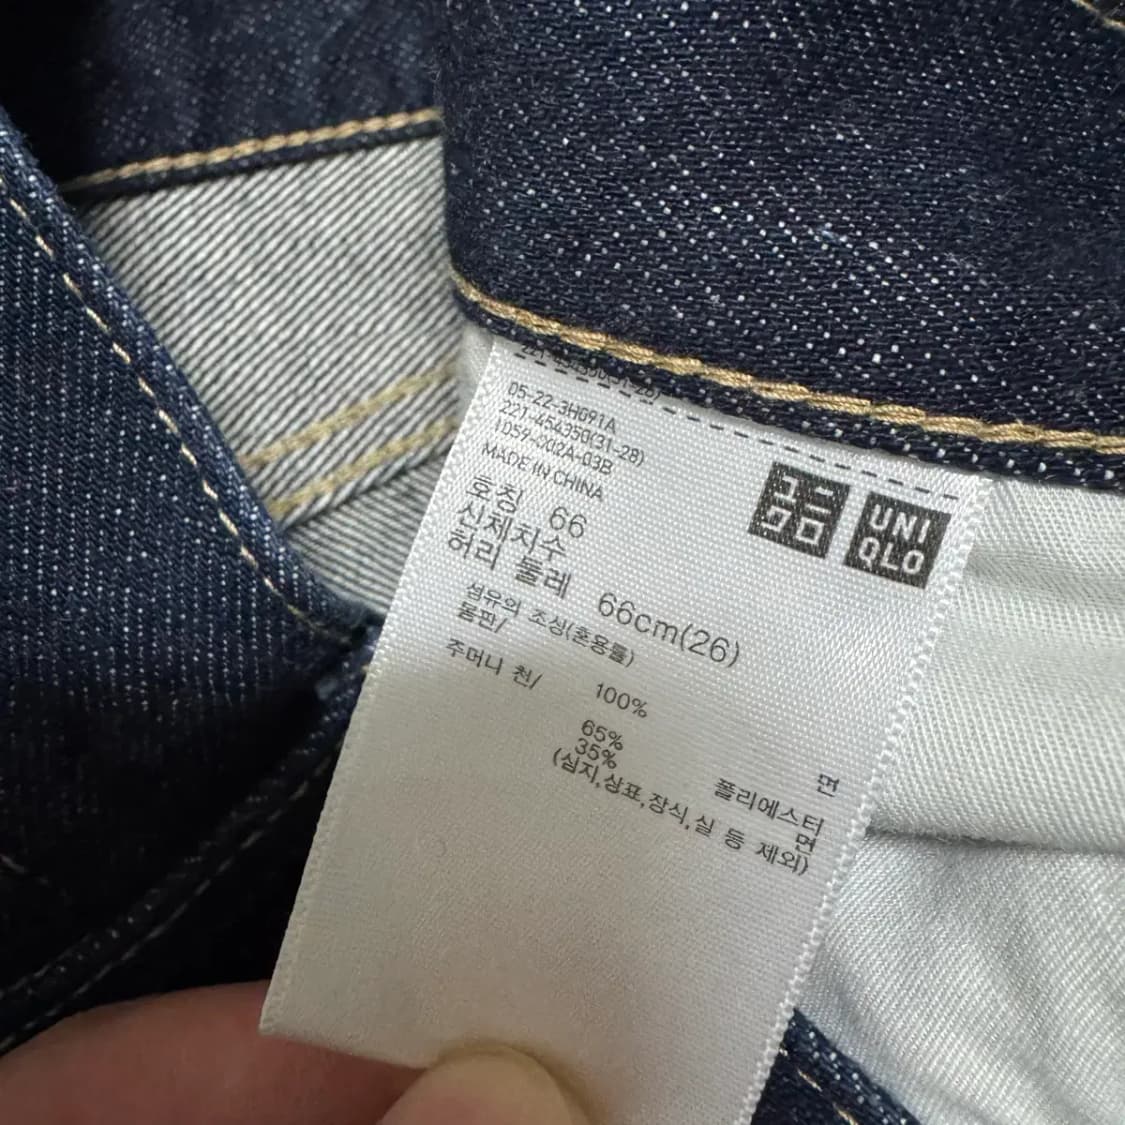 05-22-3H091A
221-454350(31-28)
1D59-002A-03B
MADE IN CHINA
ユニ
クロ
UNI
QLO
호칭 66
신체치수
허리 둘레 66cm(26)
섬유의 조성(혼용률)
몸판/
100% 면
주머니 천/
65% 폴리에스터
35% 면
(심지,상표,장식,실 등 제외)